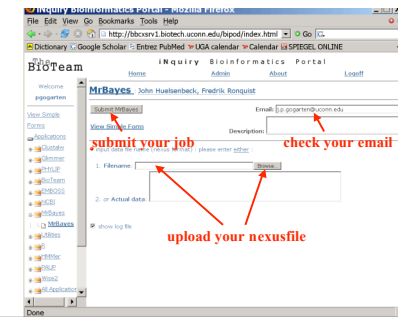 iNquiry Bioinformatics Portal - Mozilla Firefox
File Edit View Go Bookmarks Tools Help
http://bbcxsrv1.biotech.uconn.edu/bipod/index.html Go
Dictionary Google Scholar Entrez PubMed UGA calendar Calendar SPIEGEL ONLINE
The BioTeam
iNquiry Bioinformatics Portal
Home Admin About Logoff
Welcome
pgogarten
View Simple
Forms
Applications
Clustalw
Glimmer
PHYLIP
BioTeam
EMBOSS
NCBI
MrBayes
MrBayes
Utilities
HMMer
PAUP
Wise2
All Application
MrBayes John Huelsenbeck, Fredrik Ronquist
Submit MrBayes
Email: j.p.gogarten@uconn.edu
View Simple Form
Description:
submit your job
check your email
input data file name (nexus format) : please enter either :
1. Filename
Browse...
2. or Actual data
show log file
upload your nexusfile
Done